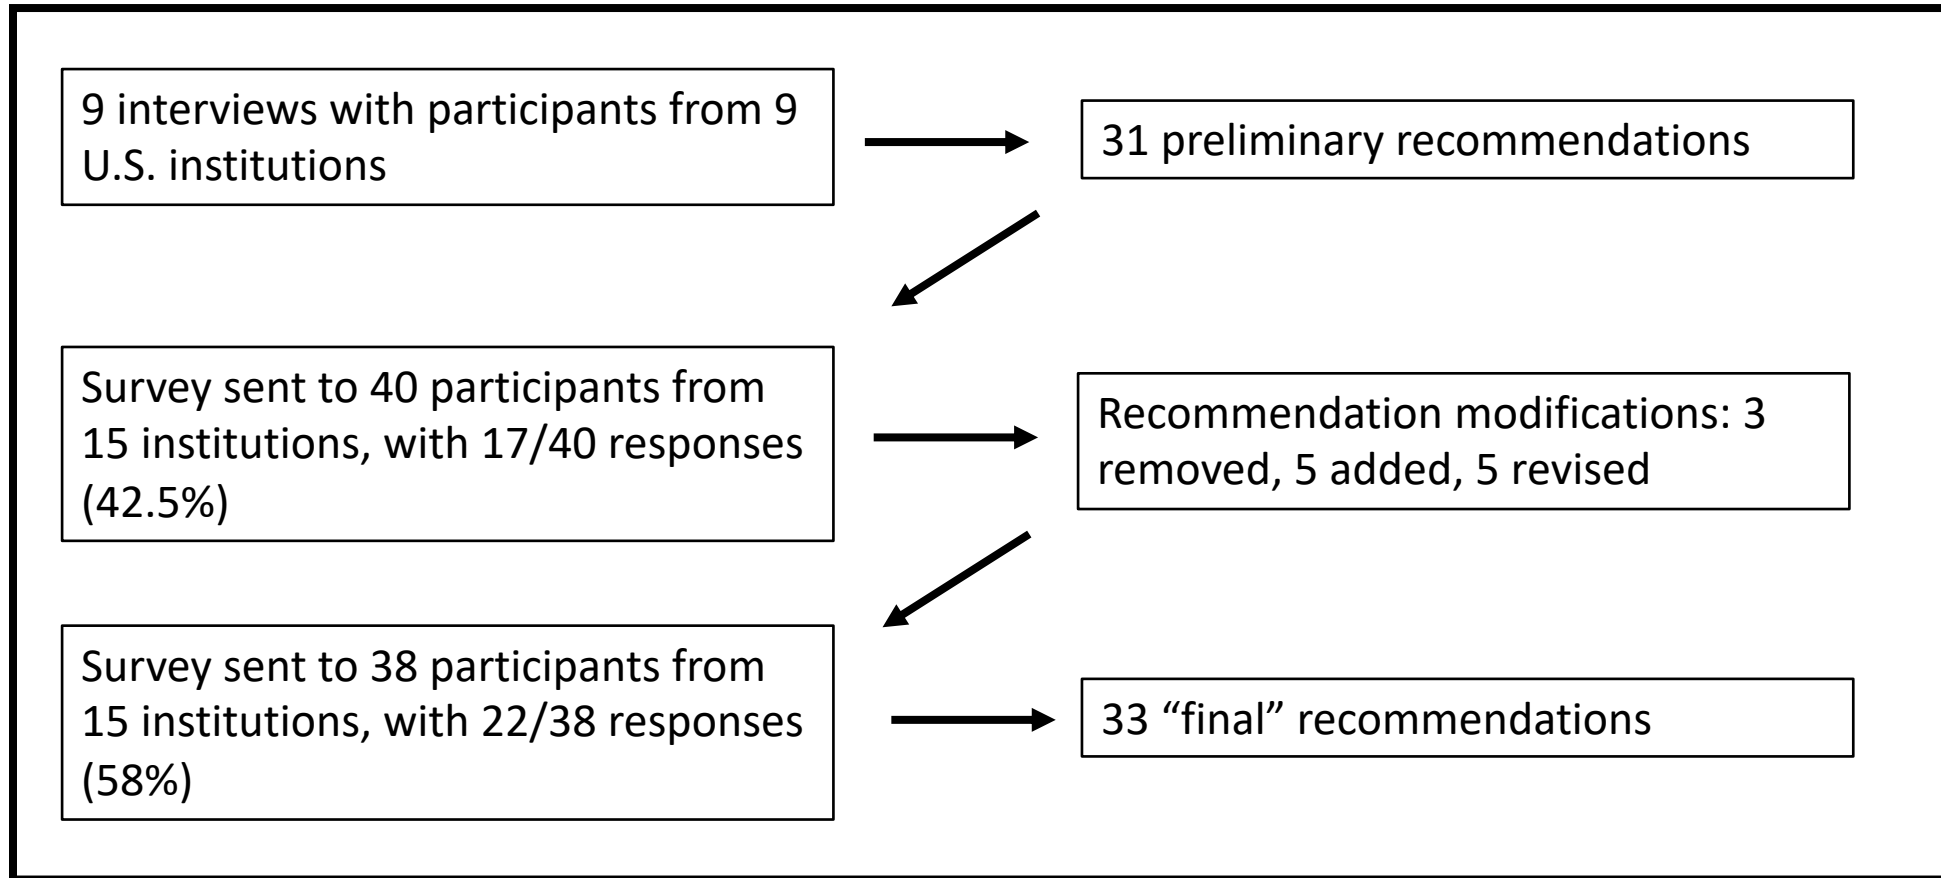 9 interviews with participants from 9
U.S. institutions
31 preliminary recommendations
Survey sent to 40 participants from
15 institutions, with 17/40 responses
(42.5%)
Recommendation modifications: 3
removed, 5 added, 5 revised
Survey sent to 38 participants from
15 institutions, with 22/38 responses
(58%)
33 “final” recommendations